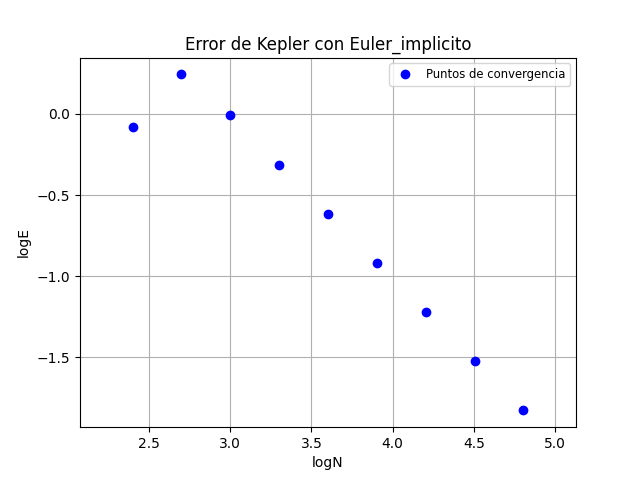 Error de Kepler con Euler_implicito
Puntos de convergencia
0.0
−0.5
−1.0
−1.5
logE
2.5 3.0 3.5 4.0 4.5 5.0
logN